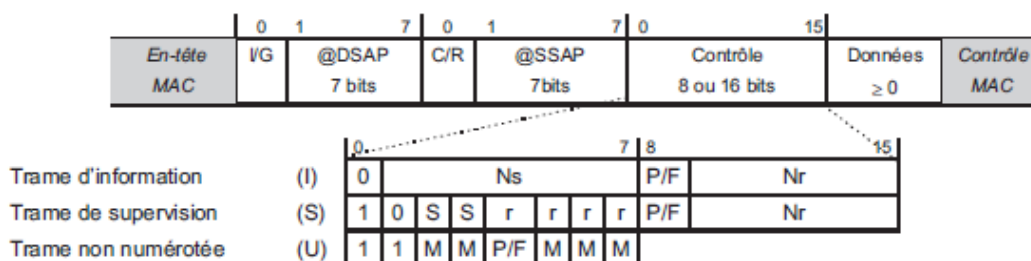 0 1 7 0 1 7 0 15
En-tête I/G @DSAP C/R @SSAP Contrôle Données Contrôle
MAC 7 bits 7bits 8 ou 16 bits ≥ 0 MAC
0 7 8 15
Trame d'information (I) 0 Ns P/F Nr
Trame de supervision (S) 1 0 S S r r r r P/F Nr
Trame non numérotée (U) 1 1 M M P/F M M M